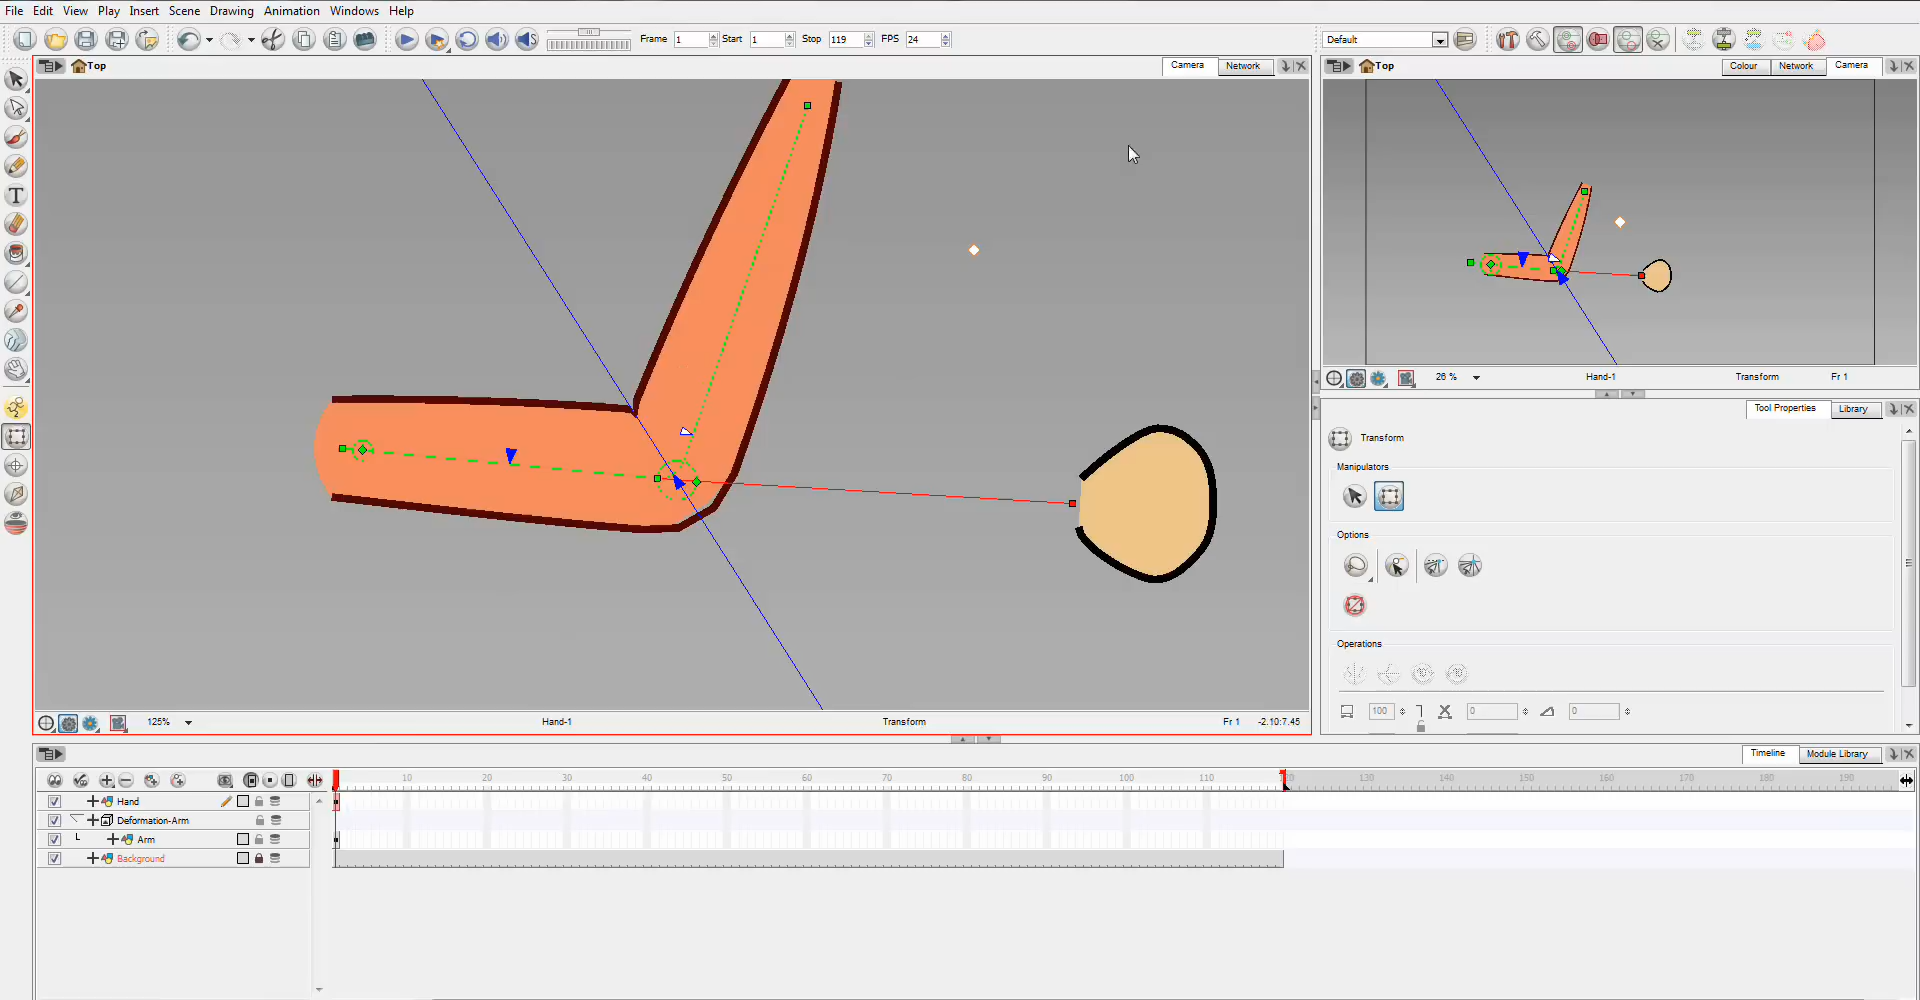 File Edit View Play Insert Scene Drawing Animation Windows Help
Frame 1 Start 1 Stop 119 FPS 24
Default
Top
Camera Network
Top
Colour Network Camera
T
26 %
Hand-1
Transform
Fr 1
Tool Properties Library
Transform
Manipulators
Options
Operations
100
0
0
125%
Hand-1
Transform
Fr 1
-2.10:7.45
Timeline Module Library
10 20 30 40 50 60 70 80 90 100 110 120 130 140 150 160 170 180 190
Hand
Deformation-Arm
Arm
Background